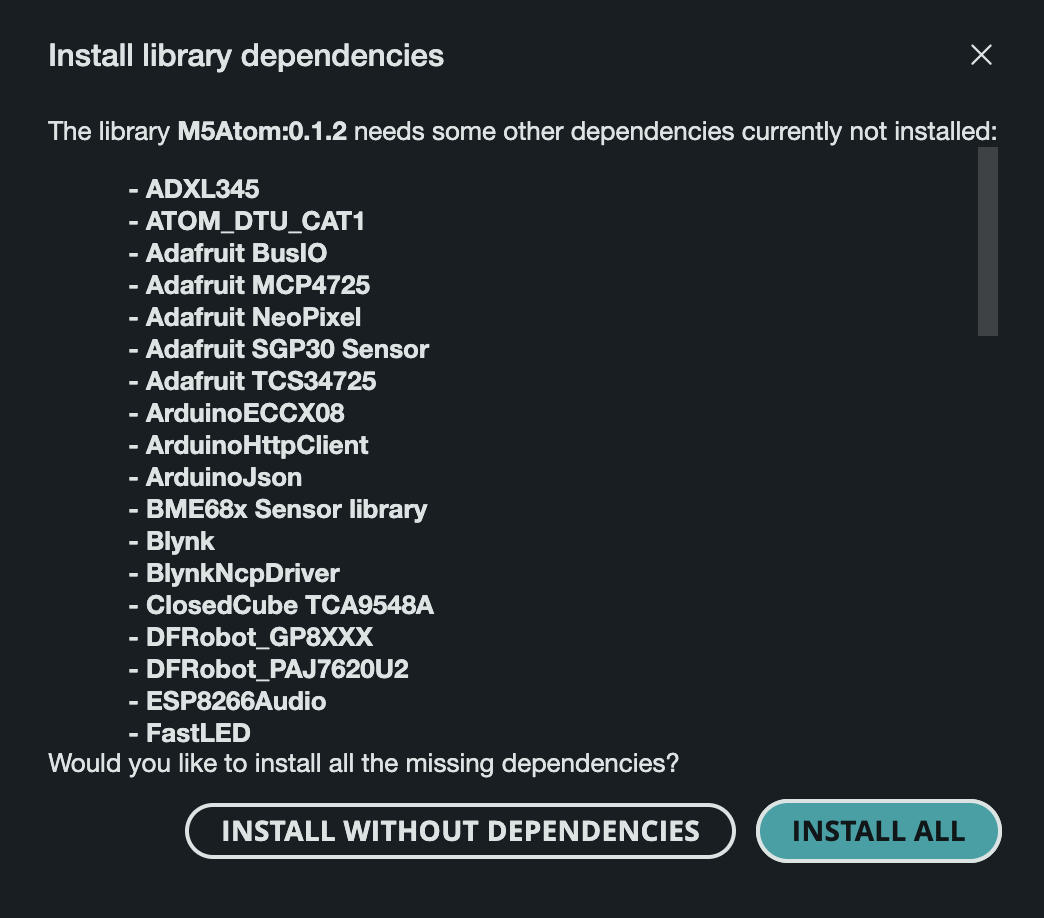 Install library dependencies
The library M5Atom:0.1.2 needs some other dependencies currently not installed:
- ADXL345
- ATOM_DTU_CAT1
- Adafruit BusIO
- Adafruit MCP4725
- Adafruit NeoPixel
- Adafruit SGP30 Sensor
- Adafruit TCS34725
- ArduinoECCX08
- ArduinoHttpClient
- ArduinoJson
- BME68x Sensor library
- Blynk
- BlynkNcpDriver
- ClosedCube TCA9548A
- DFRobot_GP8XXX
- DFRobot_PAJ7620U2
- ESP8266Audio
- FastLED
Would you like to install all the missing dependencies?
INSTALL WITHOUT DEPENDENCIES
INSTALL ALL